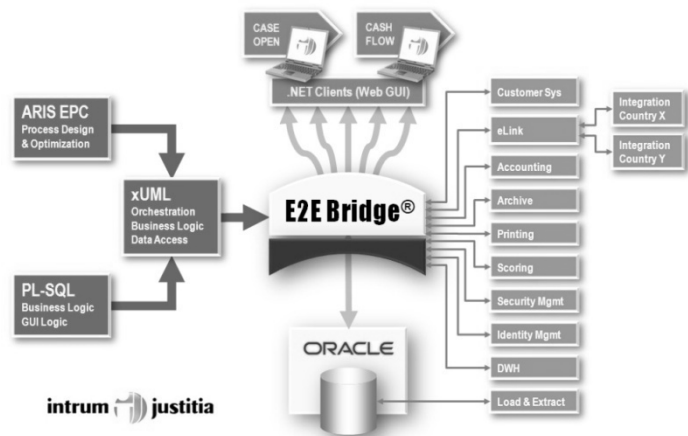 CASE
OPEN
CASH
FLOW
.NET Clients (Web GUI)
ARIS EPC
Process Design
& Optimization
xUML
Orchestration
Business Logic
Data Access
PL-SQL
Business Logic
GUI Logic
E2E Bridge®
ORACLE
Customer Sys
eLink
Accounting
Archive
Printing
Scoring
Security Mgmt
Identity Mgmt
DWH
Load & Extract
Integration
Country X
Integration
Country Y
intrum justitia